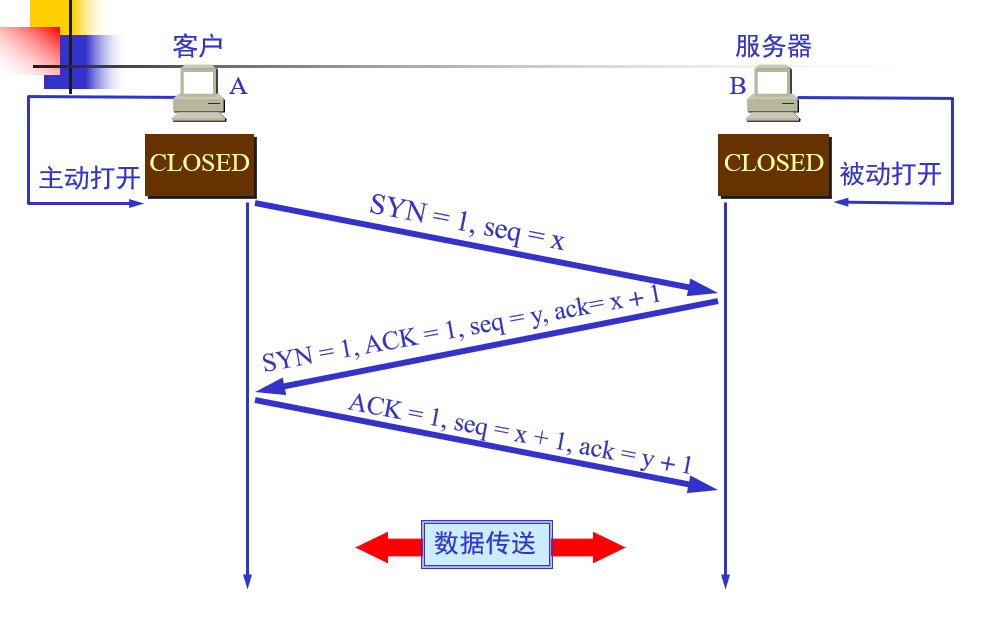 客户
服务器
A
B
CLOSED
CLOSED
主动打开
被动打开
SYN = 1, seq = x
SYN = 1, ACK = 1, seq = y, ack= x + 1
ACK = 1, seq = x + 1, ack = y + 1
数据传送